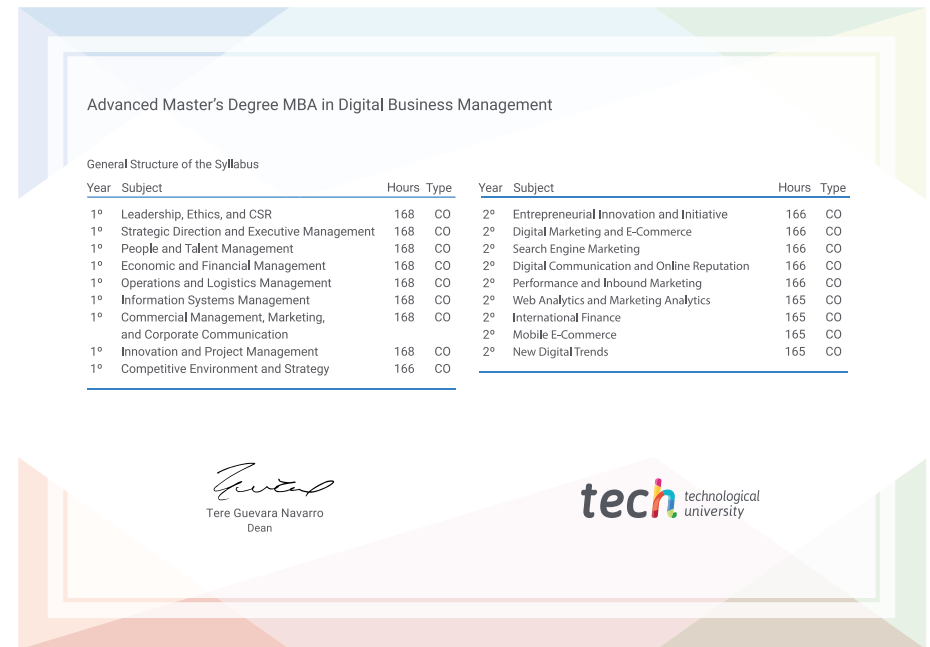 Advanced Master's Degree MBA in Digital Business Management
General Structure of the Syllabus
Year Subject Hours Type
1º Leadership, Ethics, and CSR 168 CO
1º Strategic Direction and Executive Management 168 CO
1º People and Talent Management 168 CO
1º Economic and Financial Management 168 CO
1º Operations and Logistics Management 168 CO
1º Information Systems Management 168 CO
1º Commercial Management, Marketing, 168 CO
and Corporate Communication
1º Innovation and Project Management 168 CO
1º Competitive Environment and Strategy 166 CO
Year Subject Hours Type
2º Entrepreneurial Innovation and Initiative 166 CO
2º Digital Marketing and E-Commerce 166 CO
2º Search Engine Marketing 166 CO
2º Digital Communication and Online Reputation 166 CO
2º Performance and Inbound Marketing 166 CO
2º Web Analytics and Marketing Analytics 165 CO
2º International Finance 165 CO
2º Mobile E-Commerce 165 CO
2º New Digital Trends 165 CO
Tere Guevara Navarro
Dean
tech technological
university